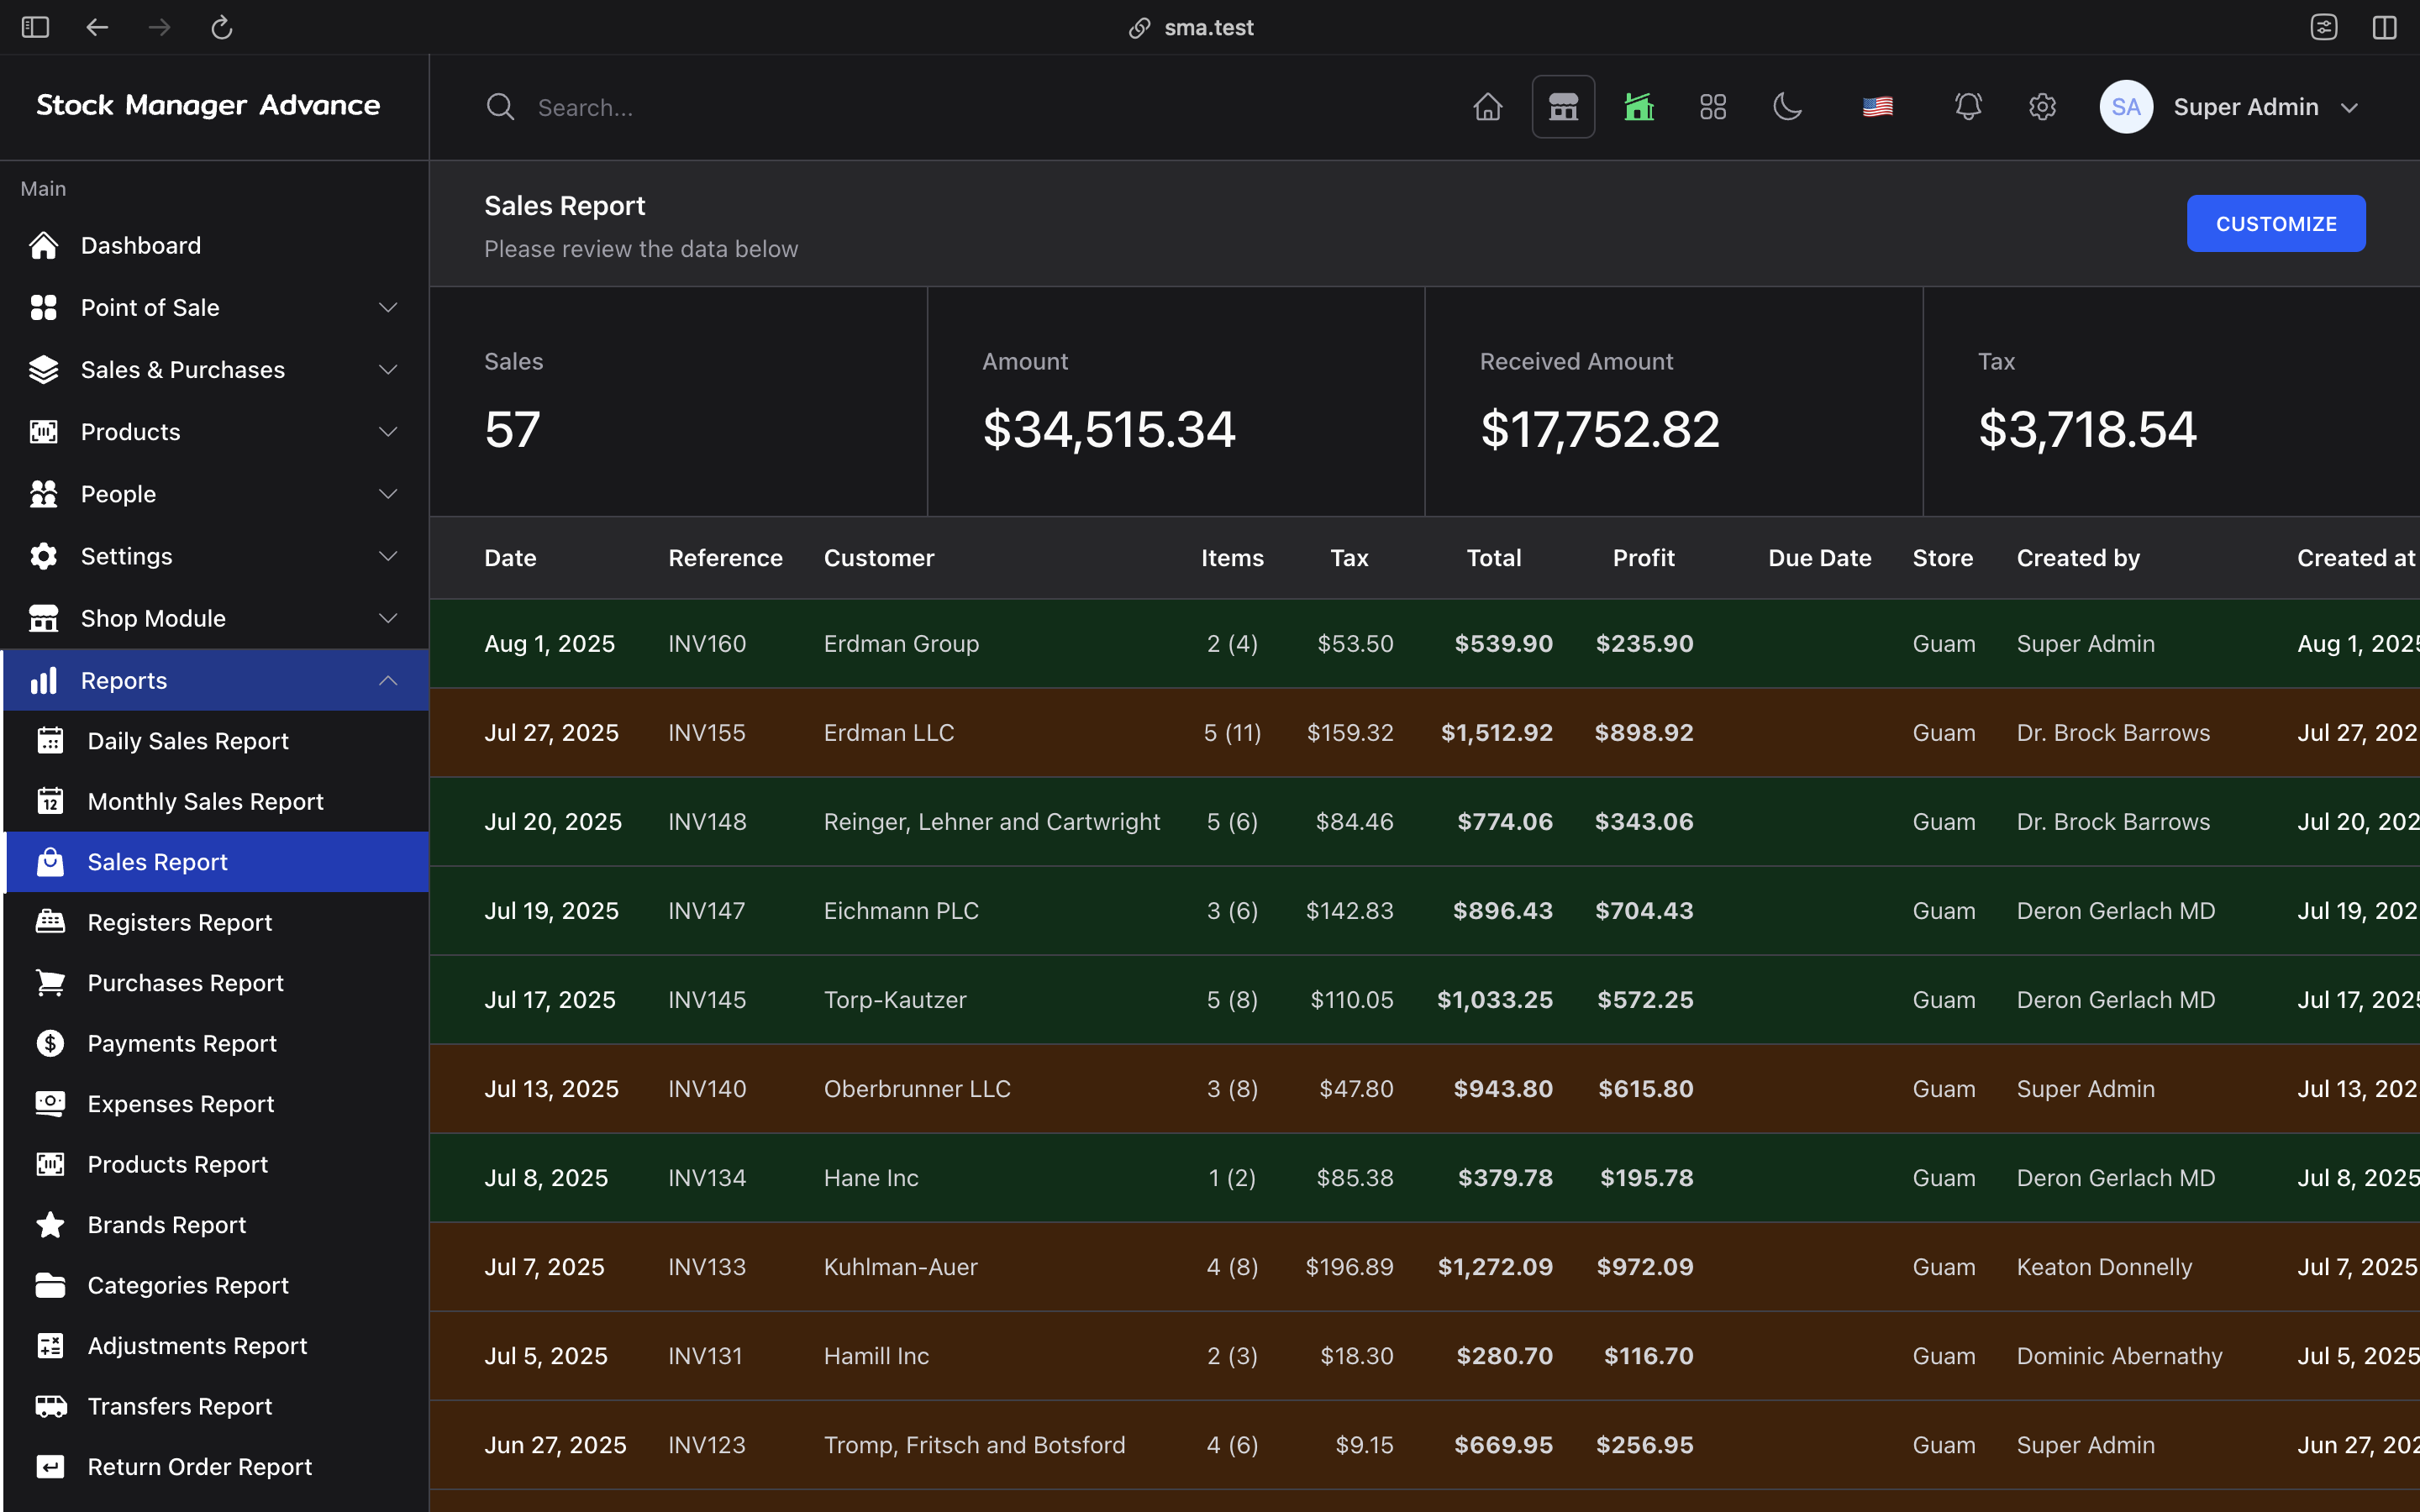 sma.test
Stock Manager Advance
Search...
SA
Super Admin
Main
Dashboard
Point of Sale
Sales & Purchases
Products
People
Settings
Shop Module
Reports
Daily Sales Report
12
Monthly Sales Report
Sales Report
Registers Report
Purchases Report
Payments Report
Expenses Report
Products Report
Brands Report
Categories Report
Adjustments Report
Transfers Report
Return Order Report
Sales Report
Please review the data below
CUSTOMIZE
Sales
57
Amount
$34,515.34
Received Amount
$17,752.82
Tax
$3,718.54
Date Reference Customer Items Tax Total Profit Due Date Store Created by Created at
Aug 1, 2025 INV160 Erdman Group 2 (4) $53.50 $539.90 $235.90 Guam Super Admin Aug 1, 2025
Jul 27, 2025 INV155 Erdman LLC 5 (11) $159.32 $1,512.92 $898.92 Guam Dr. Brock Barrows Jul 27, 202
Jul 20, 2025 INV148 Reinger, Lehner and Cartwright 5 (6) $84.46 $774.06 $343.06 Guam Dr. Brock Barrows Jul 20, 202
Jul 19, 2025 INV147 Eichmann PLC 3 (6) $142.83 $896.43 $704.43 Guam Deron Gerlach MD Jul 19, 202
Jul 17, 2025 INV145 Torp-Kautzer 5 (8) $110.05 $1,033.25 $572.25 Guam Deron Gerlach MD Jul 17, 2025
Jul 13, 2025 INV140 Oberbrunner LLC 3 (8) $47.80 $943.80 $615.80 Guam Super Admin Jul 13, 202
Jul 8, 2025 INV134 Hane Inc 1 (2) $85.38 $379.78 $195.78 Guam Deron Gerlach MD Jul 8, 2025
Jul 7, 2025 INV133 Kuhlman-Auer 4 (8) $196.89 $1,272.09 $972.09 Guam Keaton Donnelly Jul 7, 2025
Jul 5, 2025 INV131 Hamill Inc 2 (3) $18.30 $280.70 $116.70 Guam Dominic Abernathy Jul 5, 2025
Jun 27, 2025 INV123 Tromp, Fritsch and Botsford 4 (6) $9.15 $669.95 $256.95 Guam Super Admin Jun 27, 202